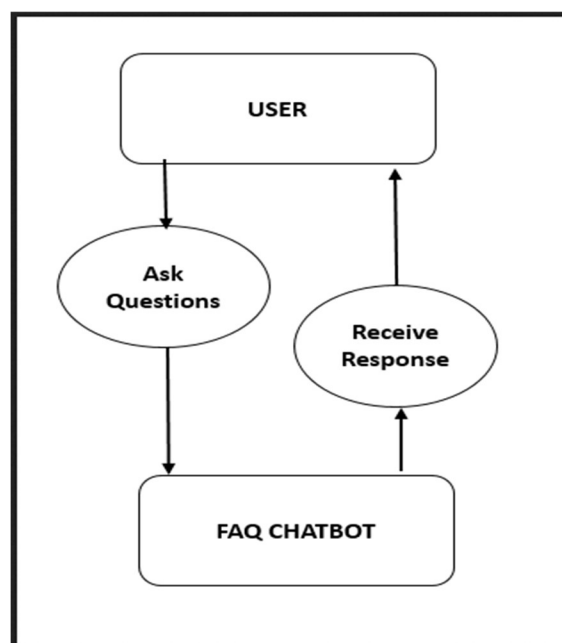 USER
Ask
Questions
Receive
Response
FAQ CHATBOT